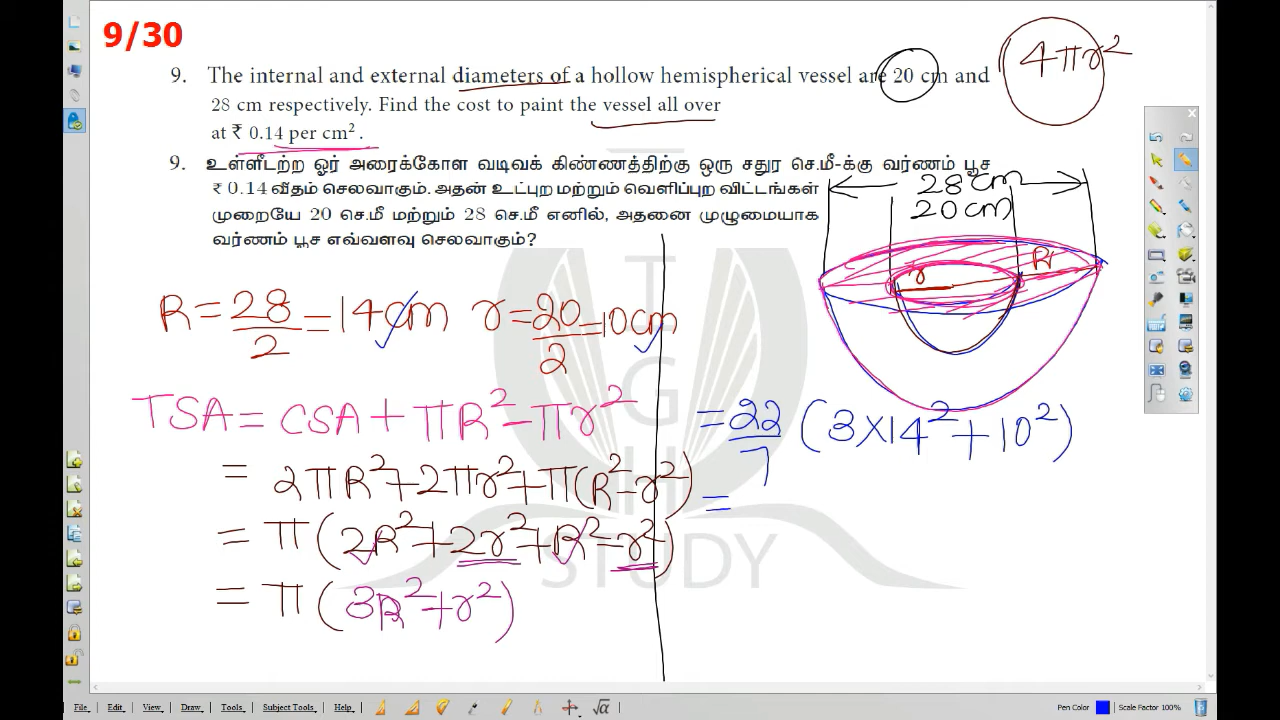 9/30
9. The internal and external diameters of a hollow hemispherical vessel are 20 cm and
28 cm respectively. Find the cost to paint the vessel all over
at ₹ 0.14 per cm².
4πr²
9. உள்ளீடற்ற ஓர் அரைக்கோள வடிவக் கிண்ணத்திற்கு ஒரு சதுர செ.மீ-க்கு வர்ணம் பூச
₹ 0.14 வீதம் செலவாகும். அதன் உட்புற மற்றும் வெளிப்புற விட்டங்கள்
முறையே 20 செ.மீ மற்றும் 28 செ.மீ எனில், அதனை முழுமையாக
வர்ணம் பூச எவ்வளவு செலவாகும்?
28 cm
20 cm
r R
R = 28/2 = 14 cm r = 20/2 = 10 cm
TSA = CSA + πR² - πr²
= 2πR² + 2πr² + π(R² - r²)
= π(2R² + 2r² + R² - r²)
= π(3R² + r²)
= 22/7 (3×14² + 10²)
=
TGH
STUDY
File Edit View Draw Tools Subject Tools Help Pen Color Scale Factor 100%